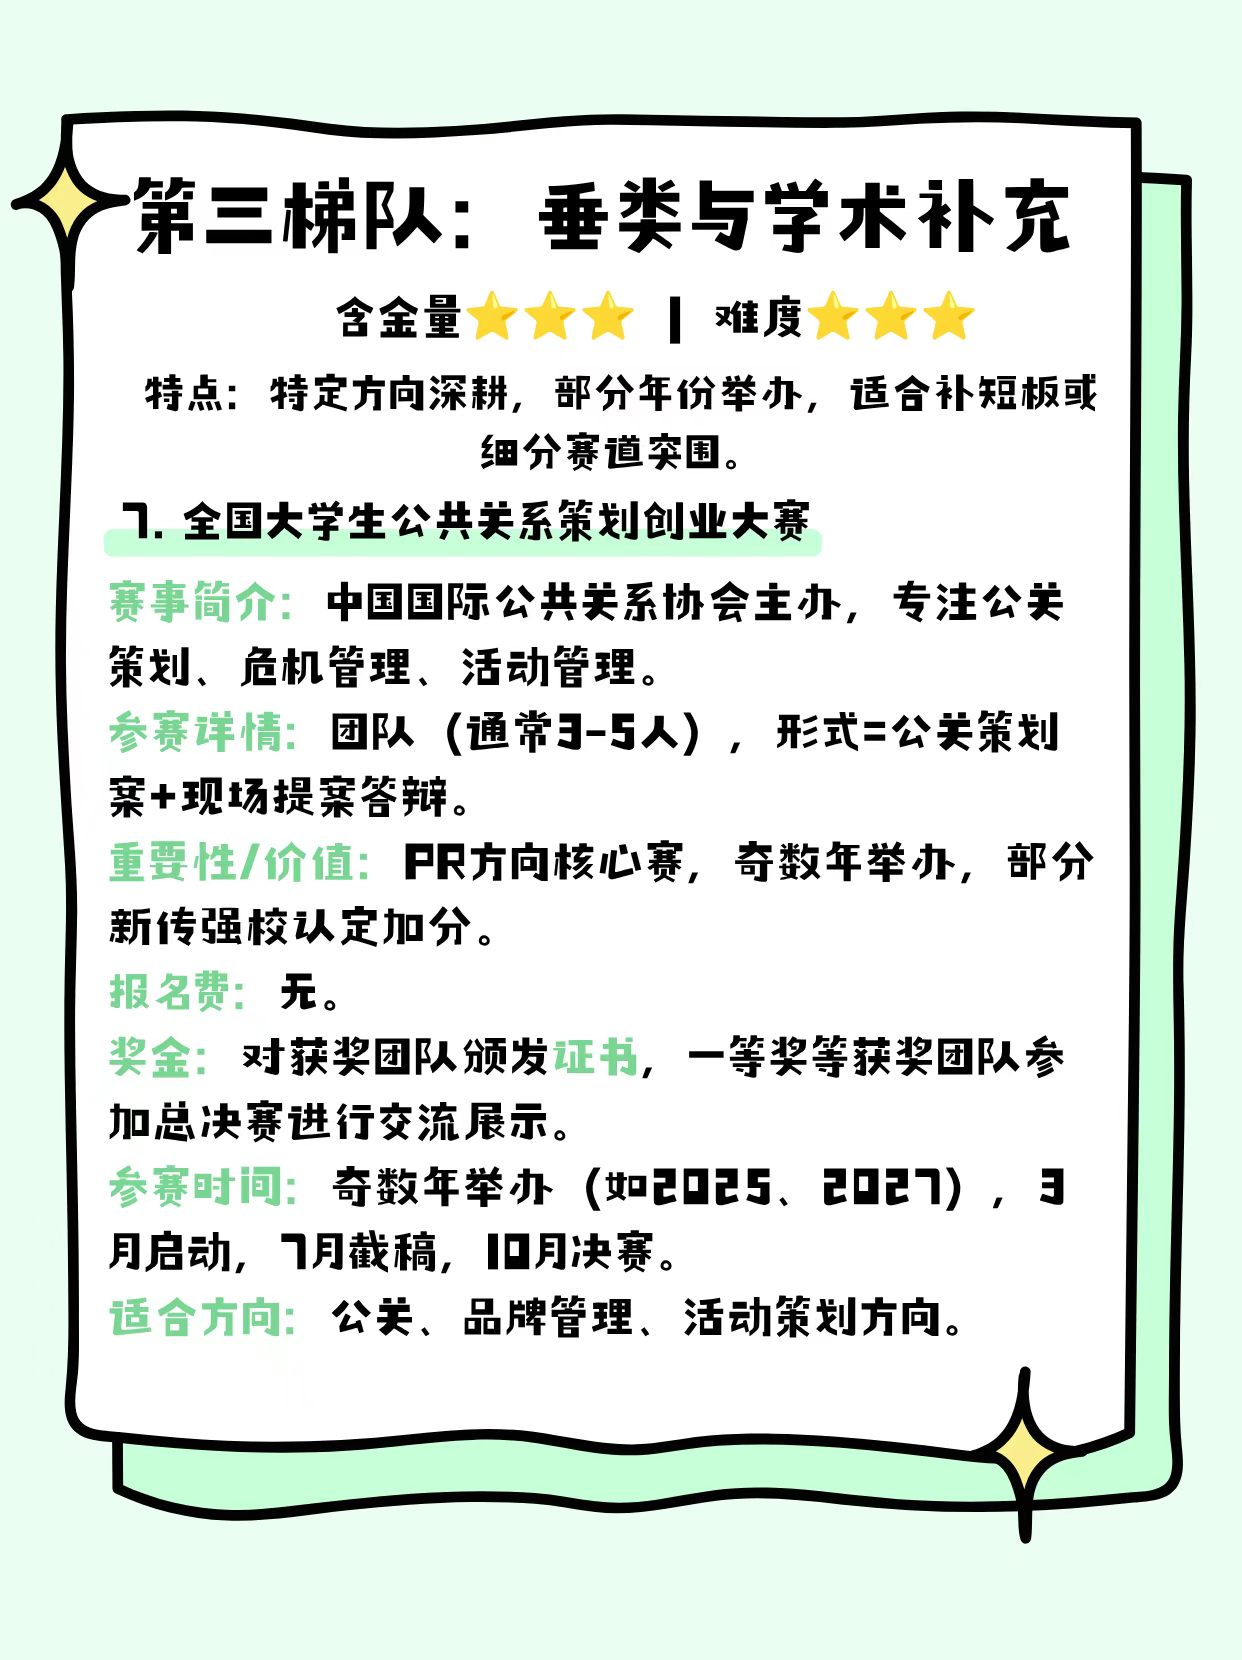 第三梯队：垂类与学术补充
含金量⭐⭐⭐ | 难度⭐⭐⭐
特点：特定方向深耕，部分年份举办，适合补短板或
细分赛道突围。
7. 全国大学生公共关系策划创业大赛
赛事简介：中国国际公共关系协会主办，专注公关
策划、危机管理、活动管理。
参赛详情：团队（通常3-5人），形式=公关策划
案+现场提案答辩。
重要性/价值：PR方向核心赛，奇数年举办，部分
新传强校认定加分。
报名费：无。
奖金：对获奖团队颁发证书，一等奖等获奖团队参
加总决赛进行交流展示。
参赛时间：奇数年举办（如2025、2027），3
月启动，7月截稿，10月决赛。
适合方向：公关、品牌管理、活动策划方向。